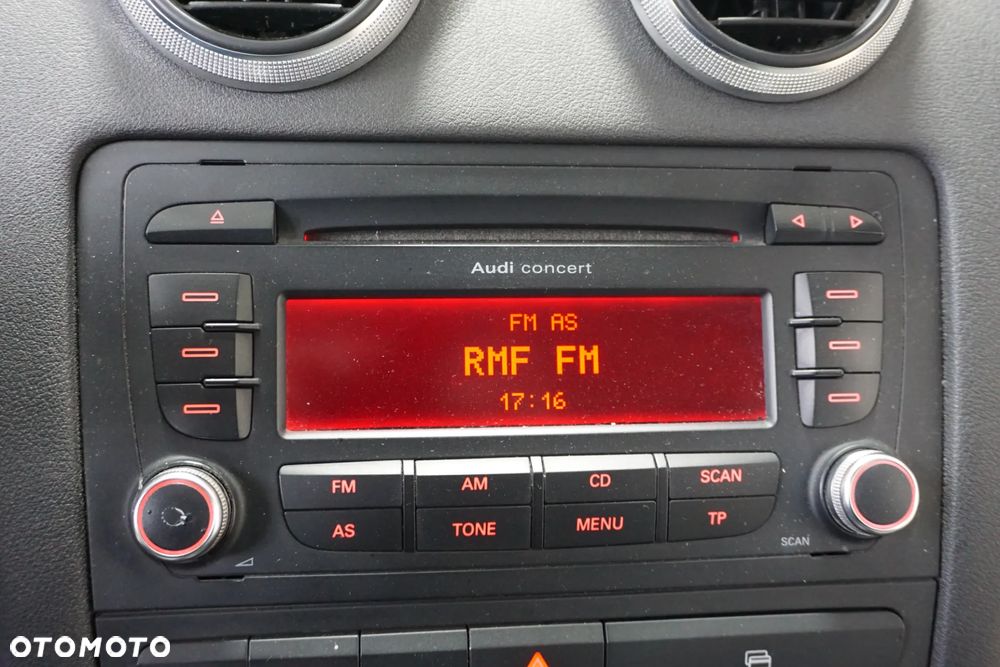 Audi concert
FM AS
RMF FM
17:16
FM AM CD SCAN
AS TONE MENU TP
SCAN
OTOMOTO